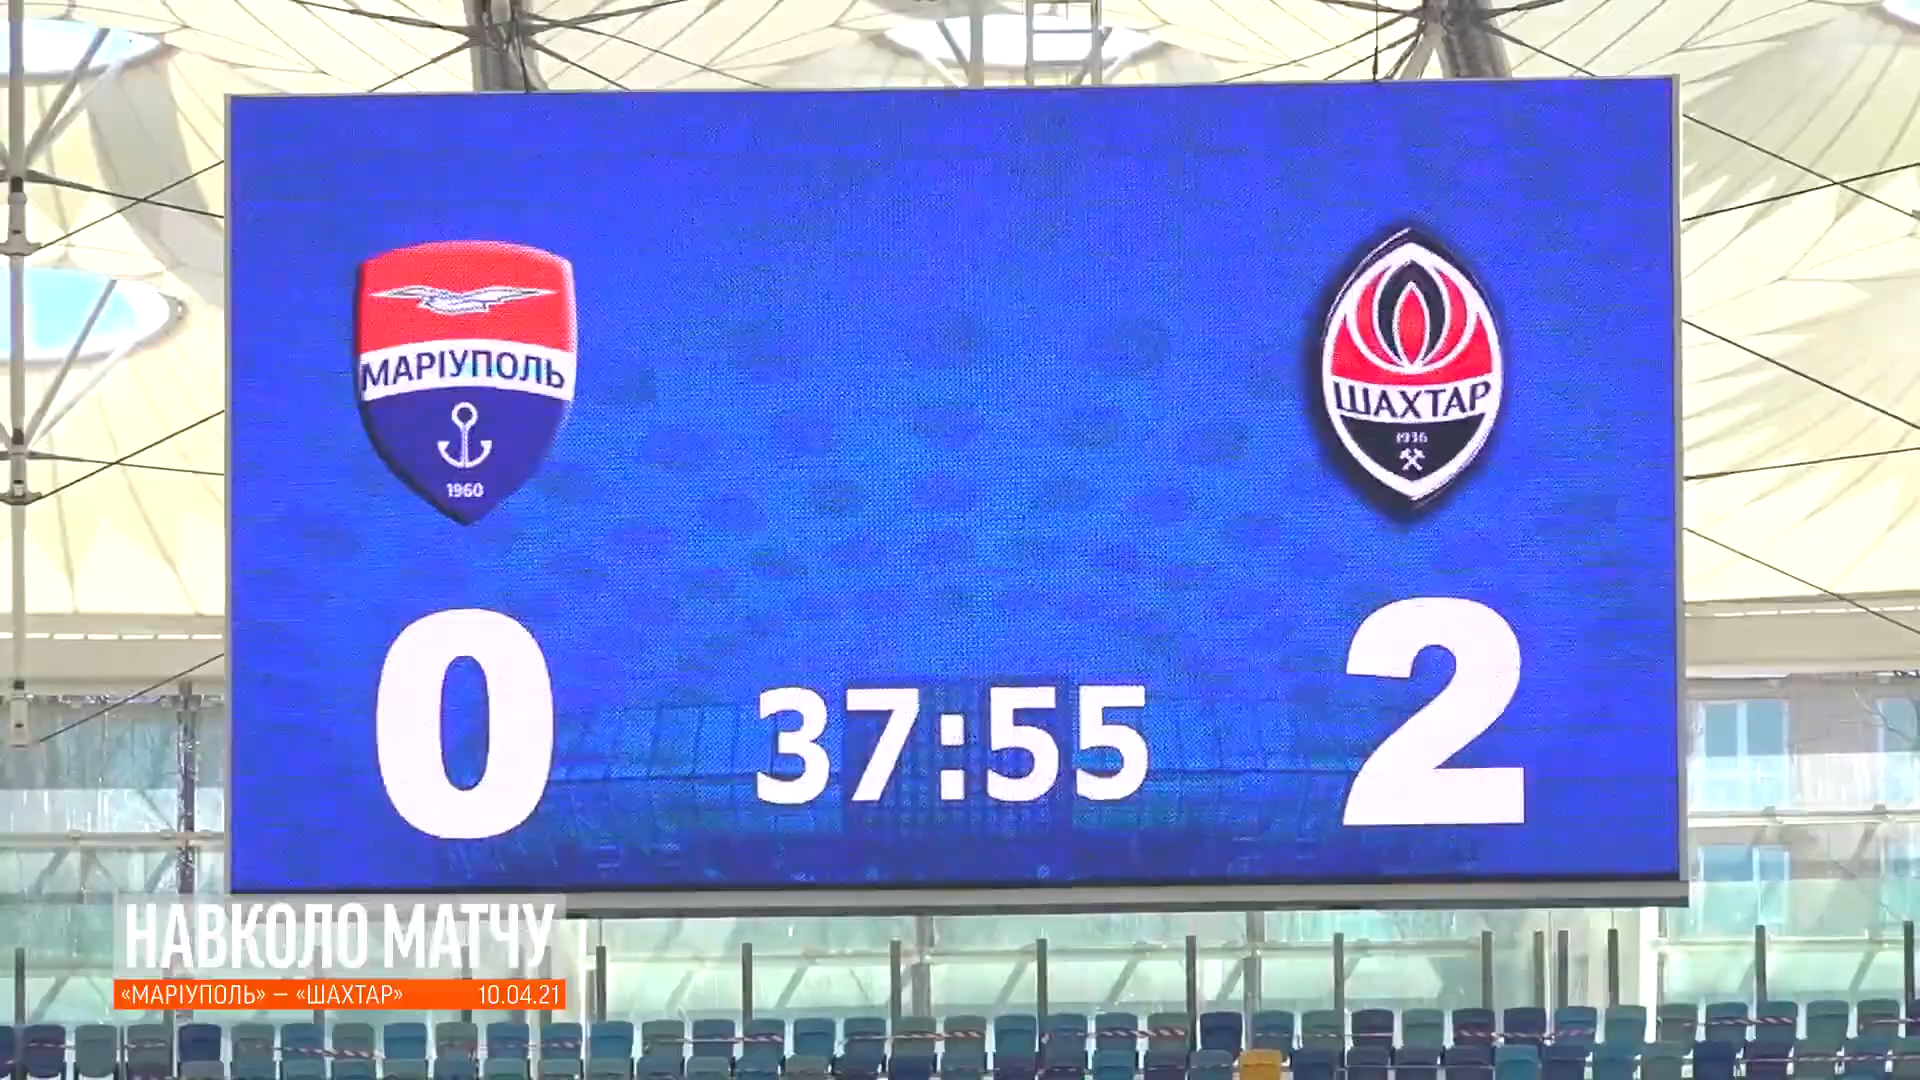 МАРІУПОЛЬ
1960
ШАХТАР
1936
0
37:55
2
НАВКОЛО МАТЧУ
«МАРІУПОЛЬ» – «ШАХТАР» 10.04.21